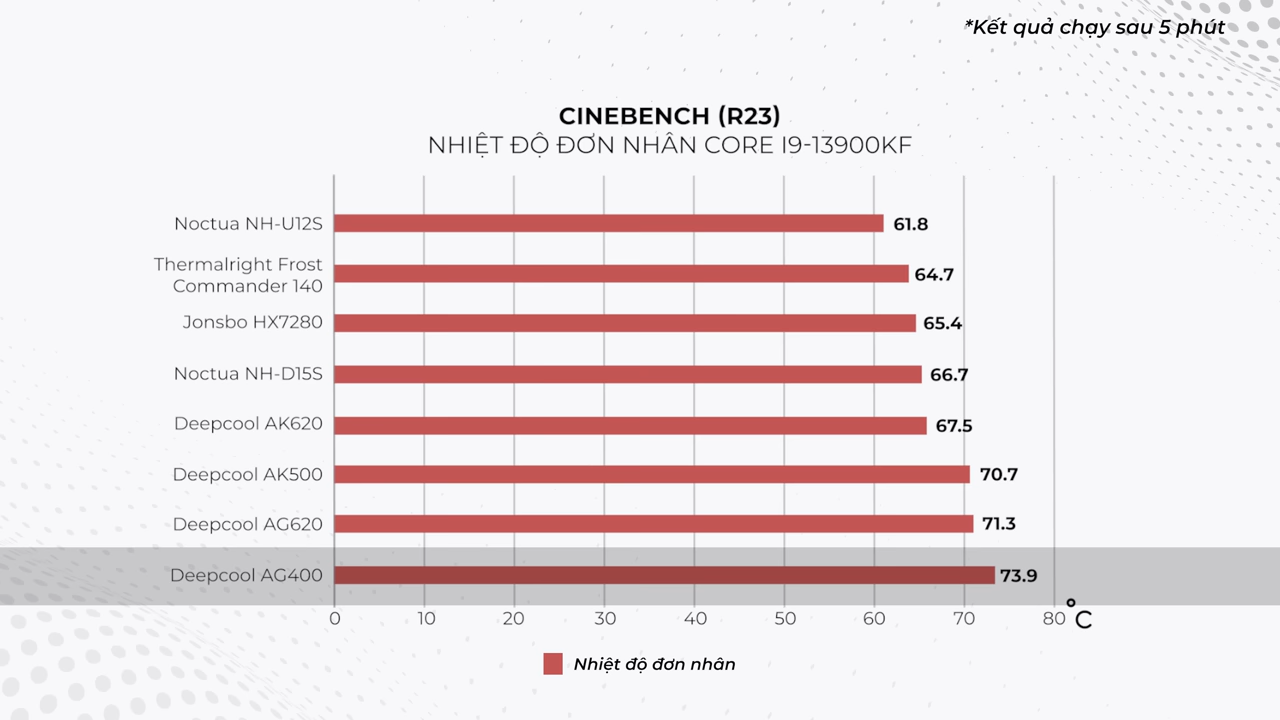 *Kết quả chạy sau 5 phút
CINEBENCH (R23)
NHIỆT ĐỘ ĐƠN NHÂN CORE I9-13900KF
Noctua NH-U12S 61.8
Thermalright Frost
Commander 140 64.7
Jonsbo HX7280 65.4
Noctua NH-D15S 66.7
Deepcool AK620 67.5
Deepcool AK500 70.7
Deepcool AG620 71.3
Deepcool AG400 73.9
0 10 20 30 40 50 60 70 80 °C
Nhiệt độ đơn nhân